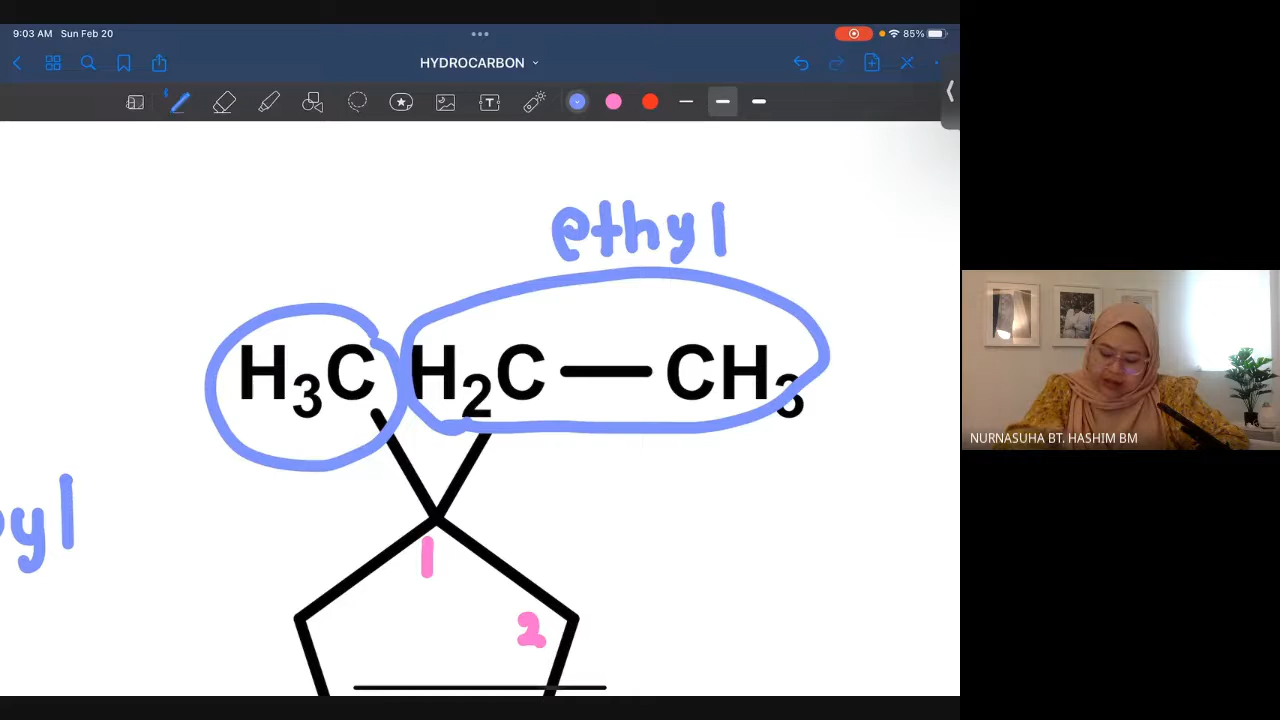 9:03 AM Sun Feb 20
85%
HYDROCARBON
T
ethyl
H₃C H₂C — CH₃
yl
1
2
NURNASUHA BT. HASHIM BM